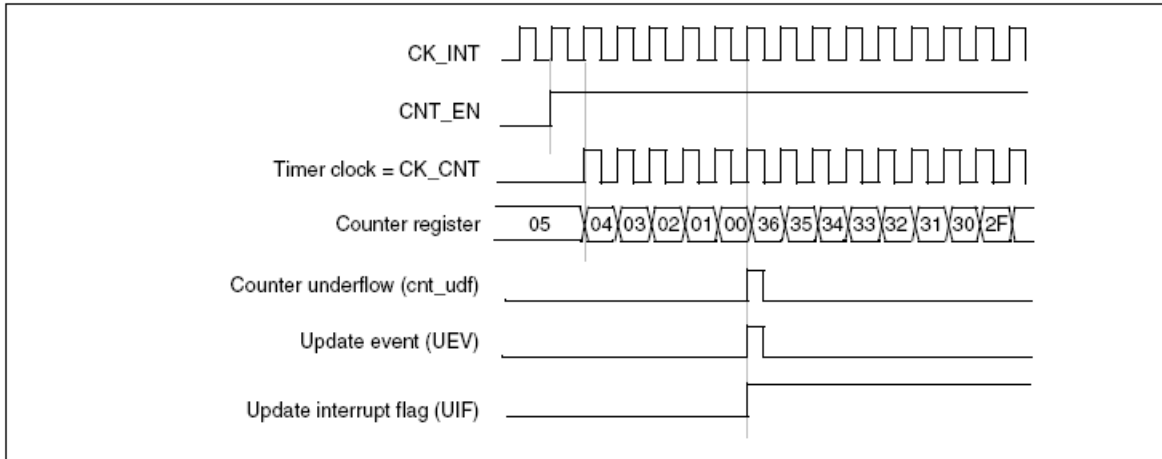 CK_INT
CNT_EN
Timer clock = CK_CNT
Counter register 05 04 03 02 01 00 36 35 34 33 32 31 30 2F
Counter underflow (cnt_udf)
Update event (UEV)
Update interrupt flag (UIF)